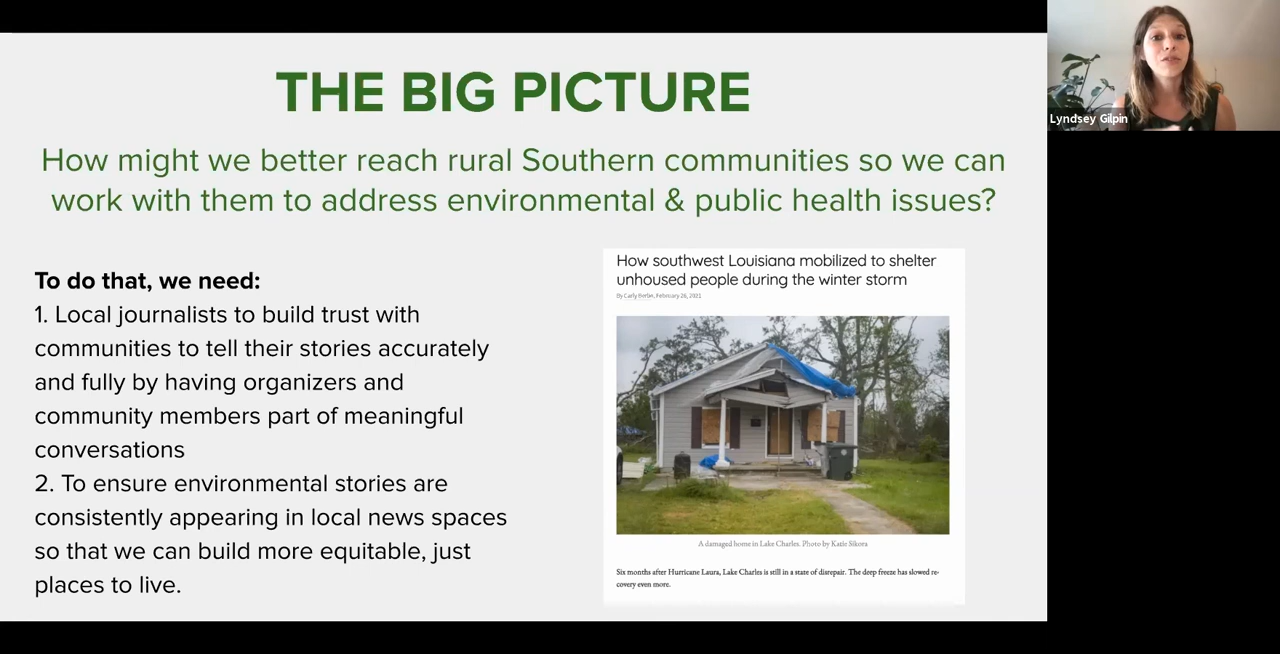 THE BIG PICTURE
How might we better reach rural Southern communities so we can
work with them to address environmental & public health issues?
To do that, we need:
1. Local journalists to build trust with
communities to tell their stories accurately
and fully by having organizers and
community members part of meaningful
conversations
2. To ensure environmental stories are
consistently appearing in local news spaces
so that we can build more equitable, just
places to live.
How southwest Louisiana mobilized to shelter
unhoused people during the winter storm
By Carly Berlin, February 26, 2021
A damaged home in Lake Charles. Photo by Katie Sikora
Six months after Hurricane Laura, Lake Charles is still in a state of disrepair. The deep freeze has slowed re-
covery even more.
Lyndsey Gilpin